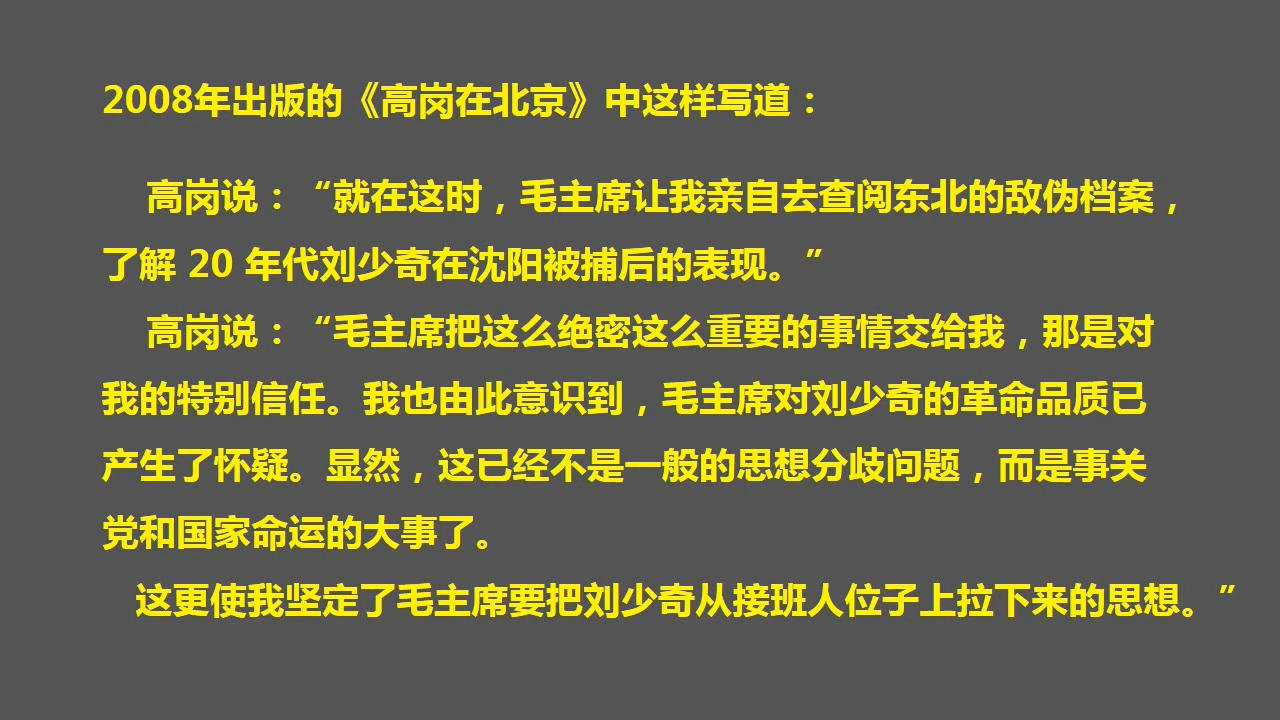 2008年出版的《高岗在北京》中这样写道：
高岗说：“就在这时，毛主席让我亲自去查阅东北的敌伪档案，
了解 20 年代刘少奇在沈阳被捕后的表现。”
高岗说：“毛主席把这么绝密这么重要的事情交给我，那是对
我的特别信任。我也由此意识到，毛主席对刘少奇的革命品质已
产生了怀疑。显然，这已经不是一般的思想分歧问题，而是事关
党和国家命运的大事了。
这更使我坚定了毛主席要把刘少奇从接班人位子上拉下来的思想。”